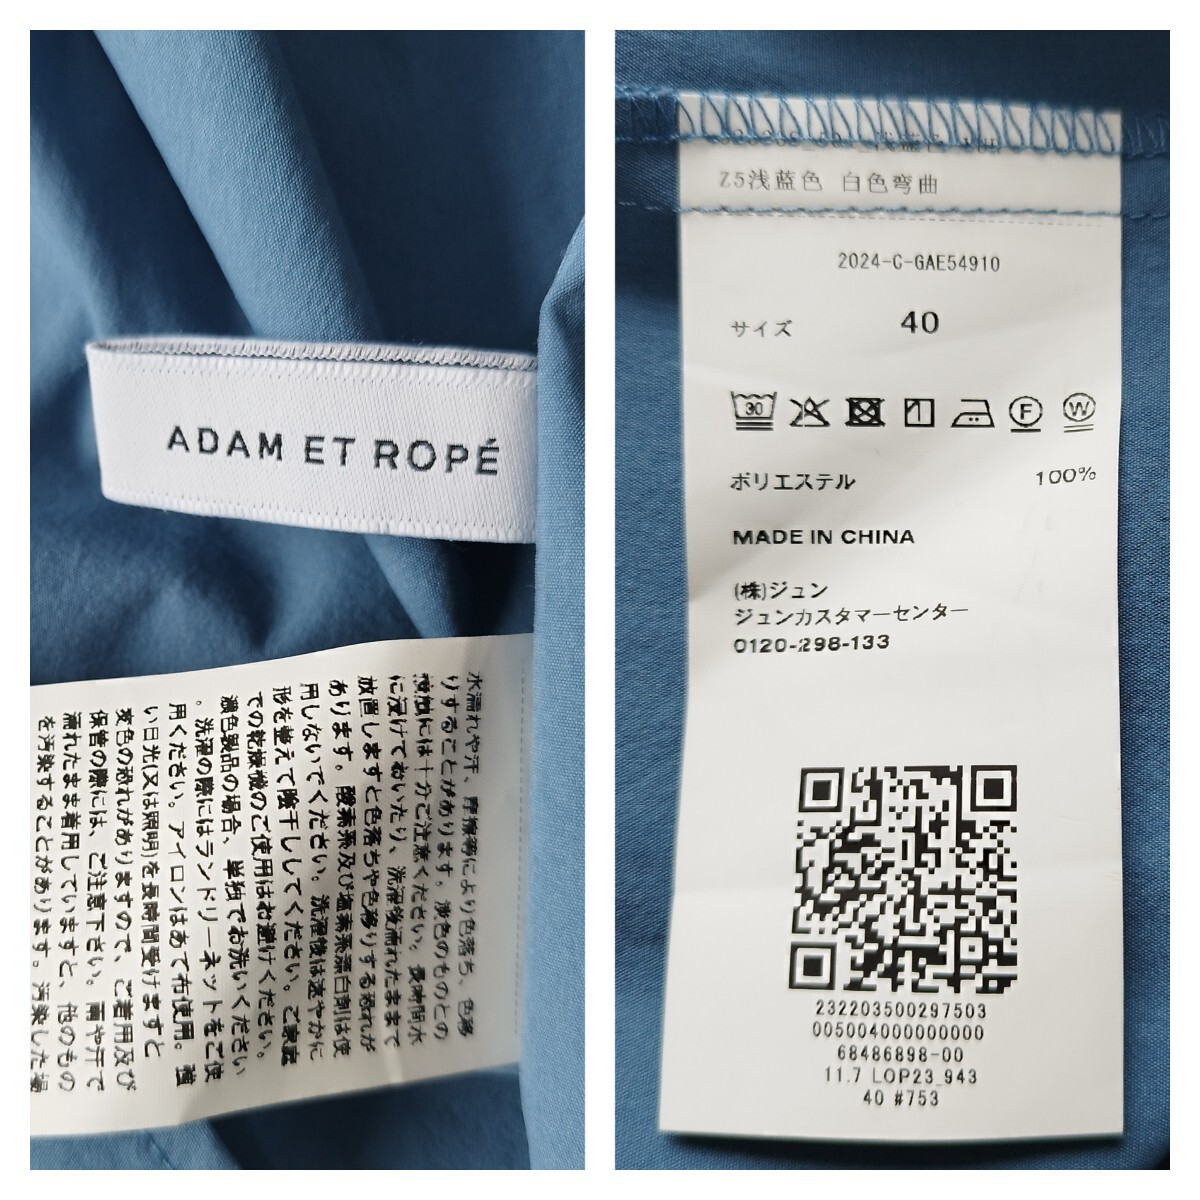 ADAM ET ROPÉ
水濡れや汗、摩擦等により色落ち、色移
りすることがあります。淡色のものとの
接触には十分ご注意ください。長時間水
に浸けておいたり、洗濯後濡れたままで
放置しますと色落ちや色移りする恐れが
あります。酸素系及び塩素系漂白剤は使
用しないでください。洗濯後は速やかに
形を整えて陰干ししてください。ご家庭
での乾燥機のご使用はお避けください。
濃色製品の場合、単独でお洗いください
。洗濯の際にはランドリーネットをご使
用ください。アイロンはあて布使用。強
い日光(又は照明)を長時間受けますと
変色の恐れがありますので、ご着用及び
保管の際には、ご注意下さい。雨や汗で
濡れたまま着用していますと、他のもの
を汚染することがあります。汚染した場
浅蓝色
Z5浅蓝色 白色弯曲
2024-C-GAE54910
サイズ 40
30 F W
ポリエステル 100%
MADE IN CHINA
(株)ジュン
ジュンカスタマーセンター
0120-298-133
232203500297503
005004000000000
68486898-00
11.7 LOP23_943
40 #753